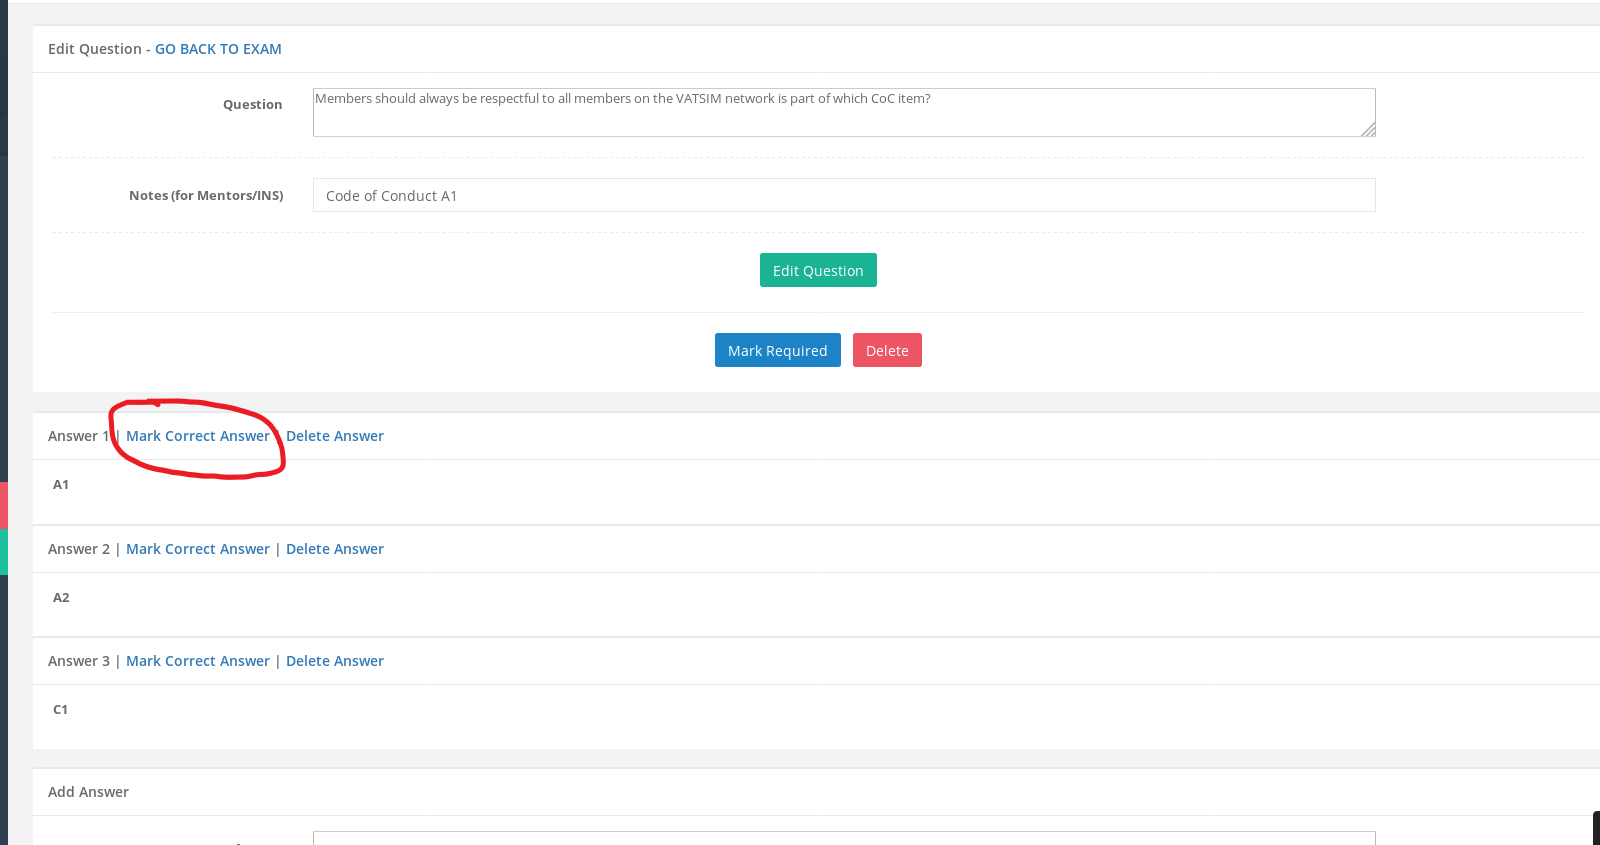 Edit Question - GO BACK TO EXAM
Question
Members should always be respectful to all members on the VATSIM network is part of which CoC item?
Notes (for Mentors/INS)
Code of Conduct A1
Edit Question
Mark Required Delete
Answer 1 | Mark Correct Answer | Delete Answer
A1
Answer 2 | Mark Correct Answer | Delete Answer
A2
Answer 3 | Mark Correct Answer | Delete Answer
C1
Add Answer